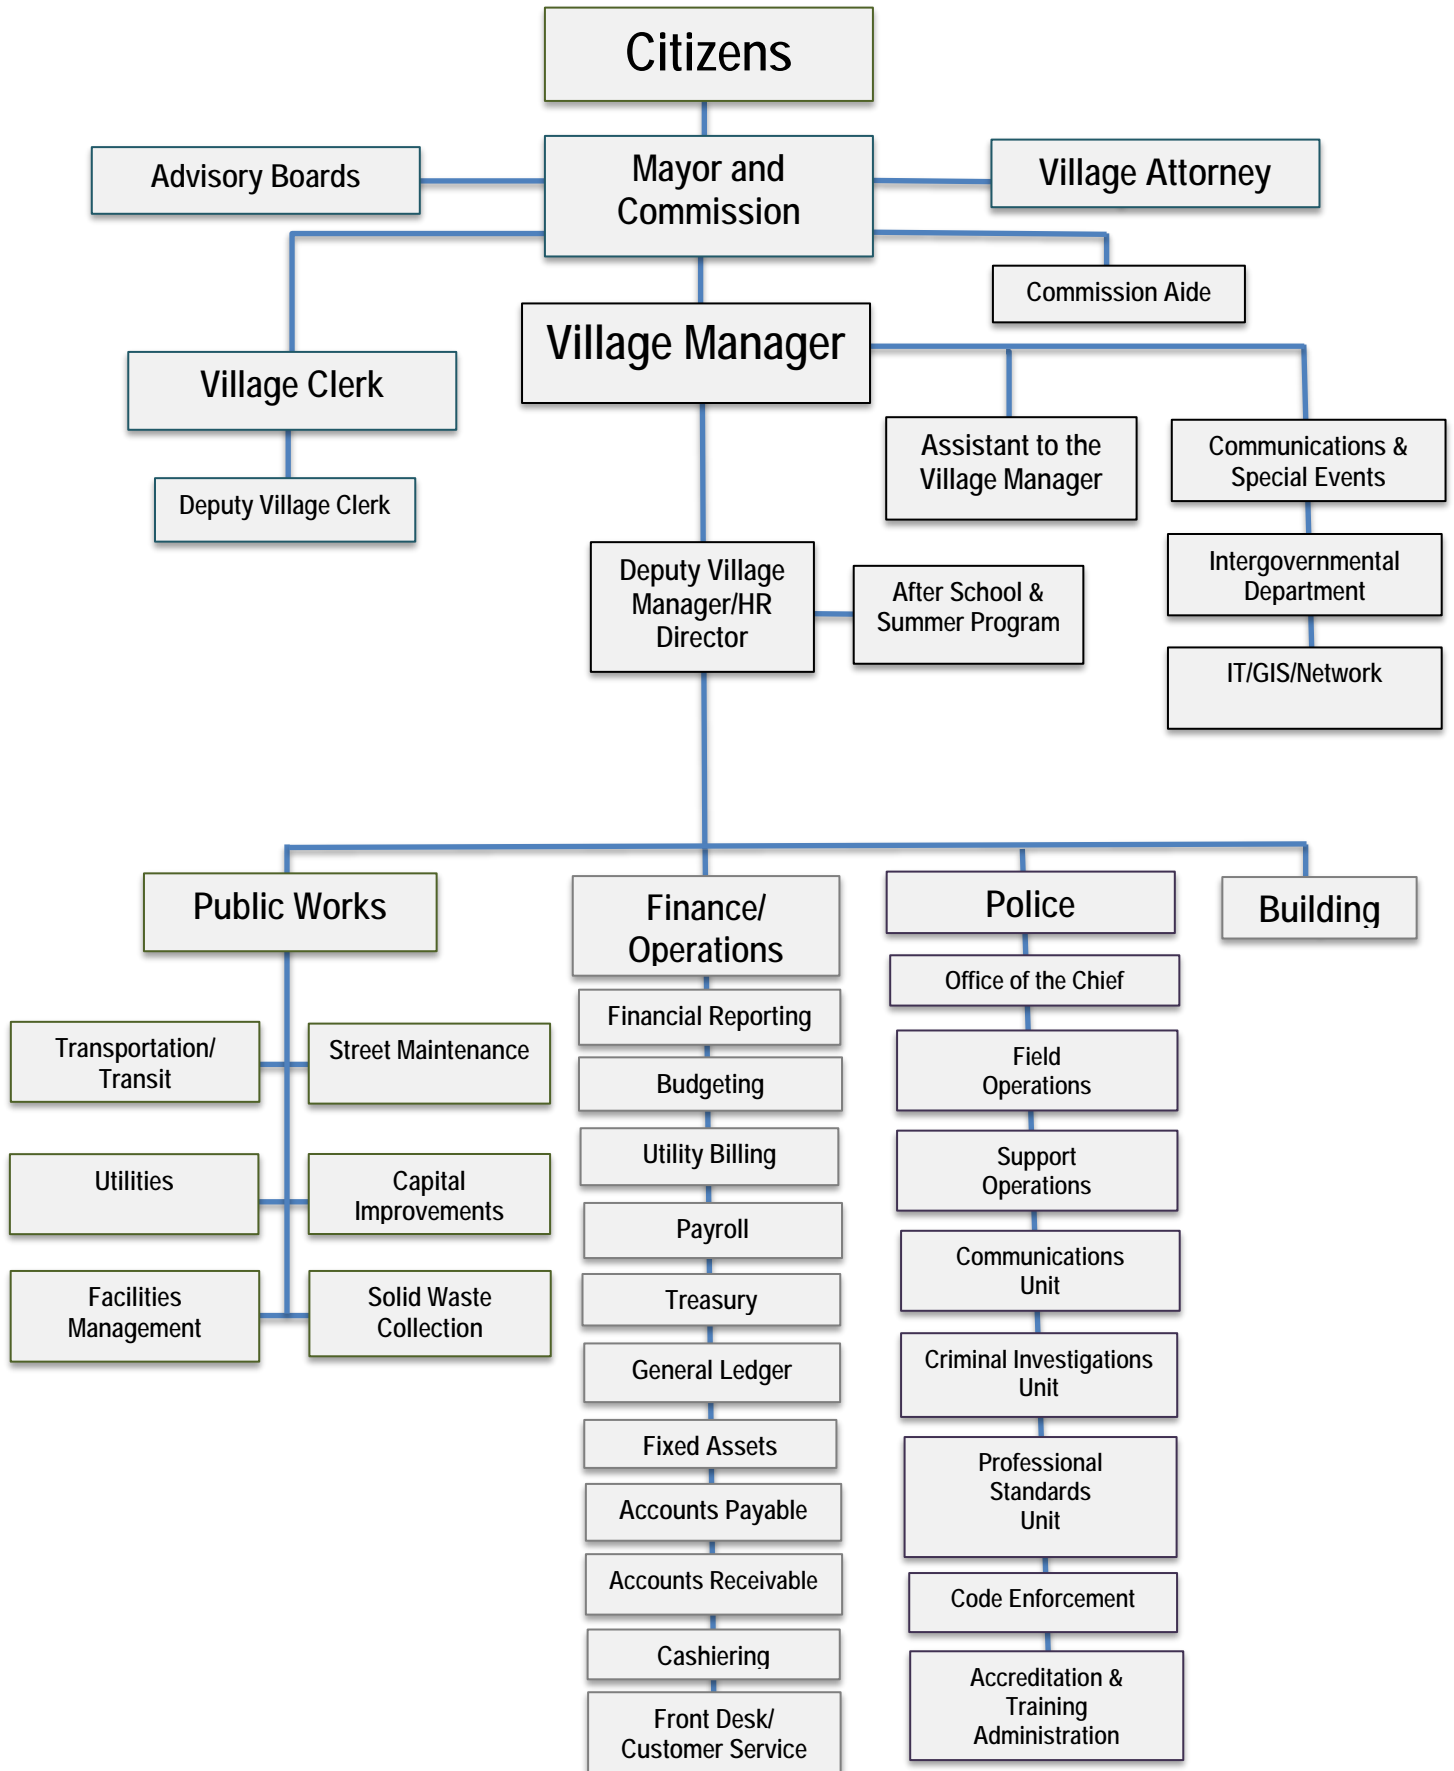 Citizens
Advisory Boards
Mayor and
Commission
Village Attorney
Commission Aide
Village Manager
Village Clerk
Deputy Village Clerk
Assistant to the
Village Manager
Communications &
Special Events
Intergovernmental
Department
IT/GIS/Network
Deputy Village
Manager/HR
Director
After School &
Summer Program
Public Works
Transportation/
Transit
Street Maintenance
Utilities
Capital
Improvements
Facilities
Management
Solid Waste
Collection
Finance/
Operations
Financial Reporting
Budgeting
Utility Billing
Payroll
Treasury
General Ledger
Fixed Assets
Accounts Payable
Accounts Receivable
Cashiering
Front Desk/
Customer Service
Police
Office of the Chief
Field
Operations
Support
Operations
Communications
Unit
Criminal Investigations
Unit
Professional
Standards
Unit
Code Enforcement
Accreditation &
Training
Administration
Building